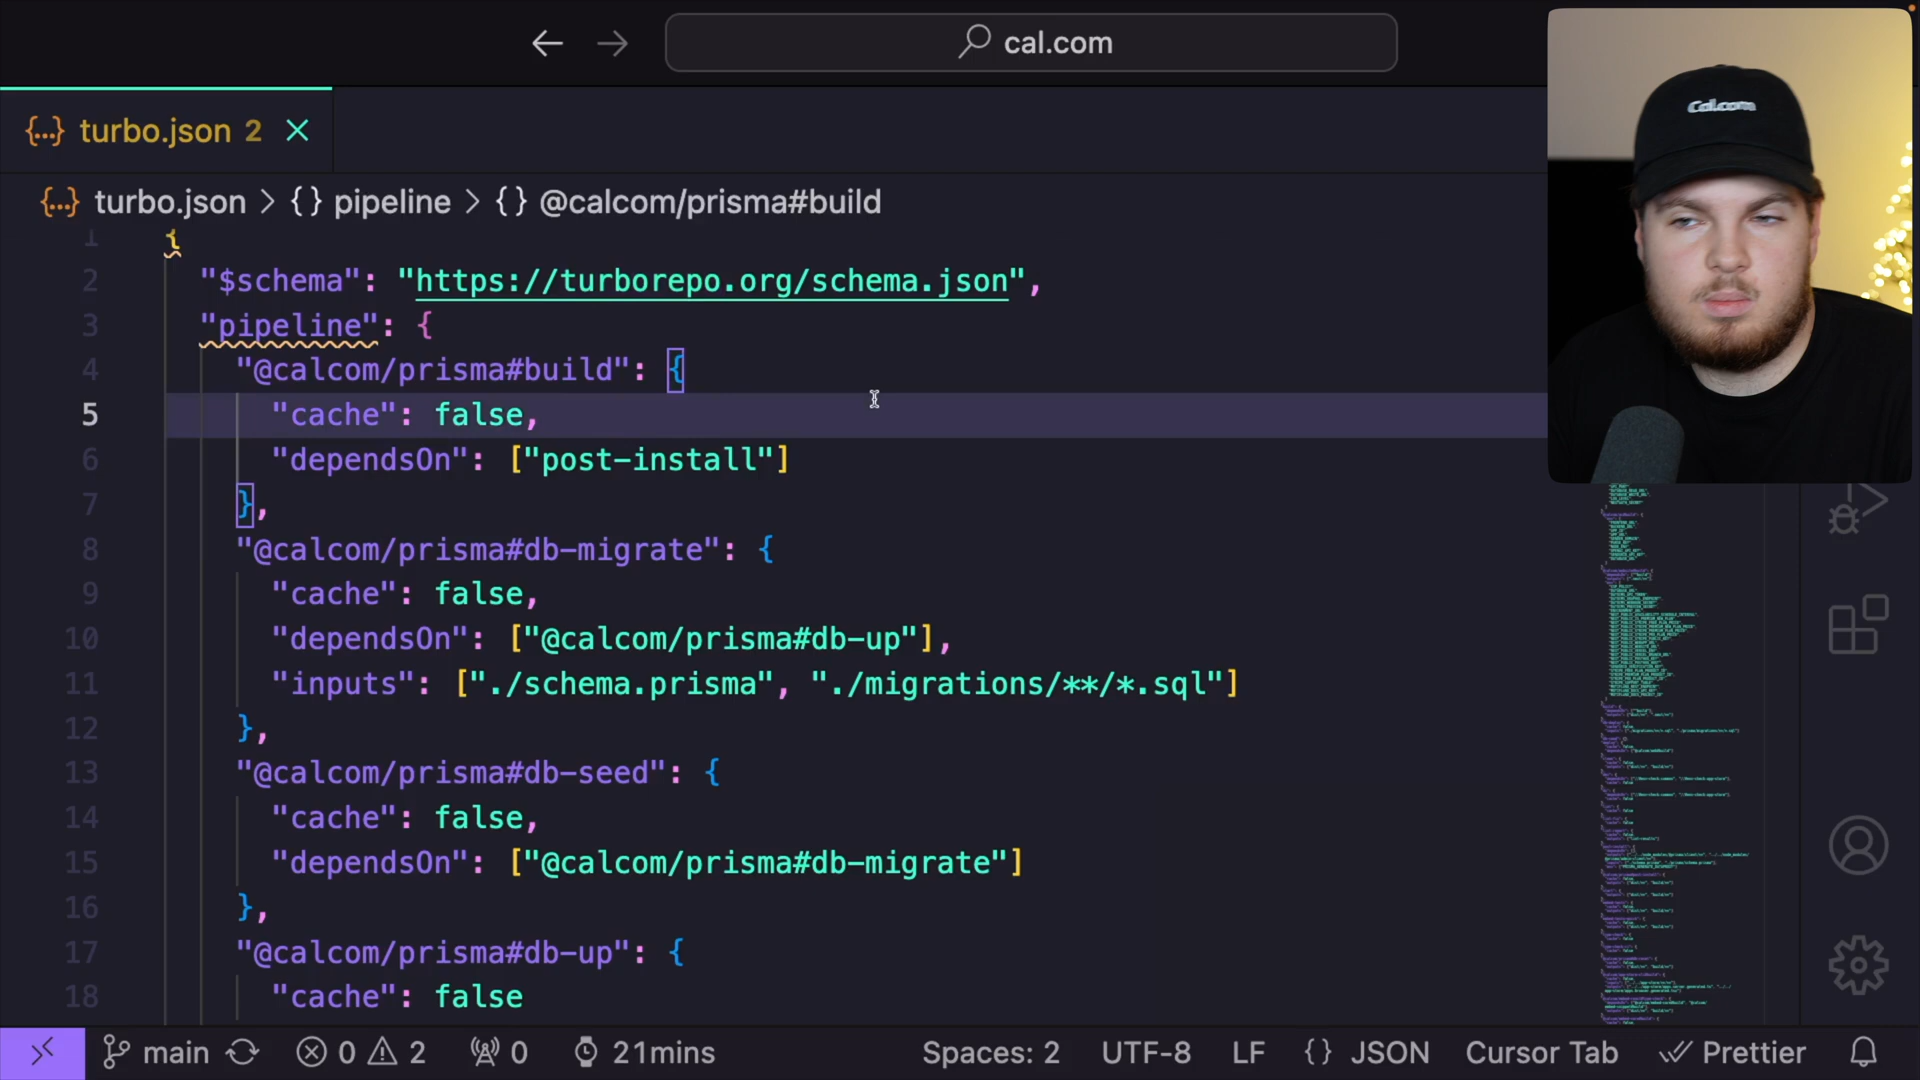 cal.com
turbo.json 2
Cal.com
turbo.json > {} pipeline > {} @calcom/prisma#build
1 {
2 "$schema": "https://turborepo.org/schema.json",
3 "pipeline": {
4 "@calcom/prisma#build": {
5 "cache": false,
6 "dependsOn": ["post-install"]
7 },
8 "@calcom/prisma#db-migrate": {
9 "cache": false,
10 "dependsOn": ["@calcom/prisma#db-up"],
11 "inputs": ["./schema.prisma", "./migrations/**/*.sql"]
12 },
13 "@calcom/prisma#db-seed": {
14 "cache": false,
15 "dependsOn": ["@calcom/prisma#db-migrate"]
16 },
17 "@calcom/prisma#db-up": {
18 "cache": false
main 0 2 0 21mins Spaces: 2 UTF-8 LF {} JSON Cursor Tab Prettier